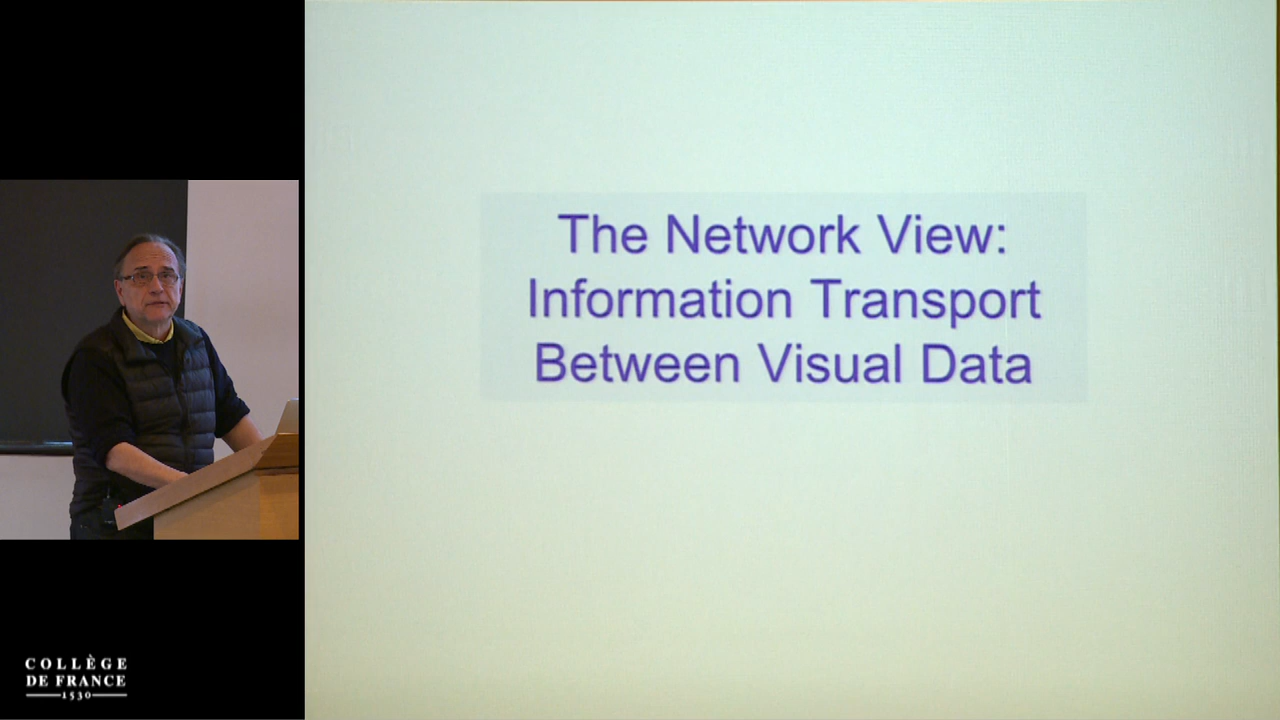 The Network View:
Information Transport
Between Visual Data
COLLÈGE
DE FRANCE
1530